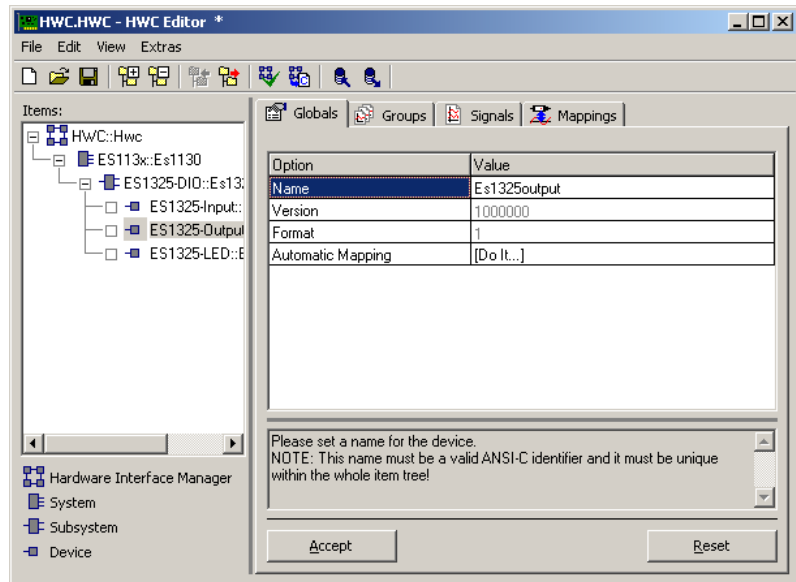 HWC.HWC - HWC Editor *
File Edit View Extras
Items:
HWC::Hwc
ES113x::Es1130
ES1325-DIO::Es13
ES1325-Input::
ES1325-Output
ES1325-LED::E
Hardware Interface Manager
System
Subsystem
Device
Globals Groups Signals Mappings
Option Value
Name Es1325output
Version 1000000
Format 1
Automatic Mapping [Do It...]
Please set a name for the device.
NOTE: This name must be a valid ANSI-C identifier and it must be unique
within the whole item tree!
Accept Reset